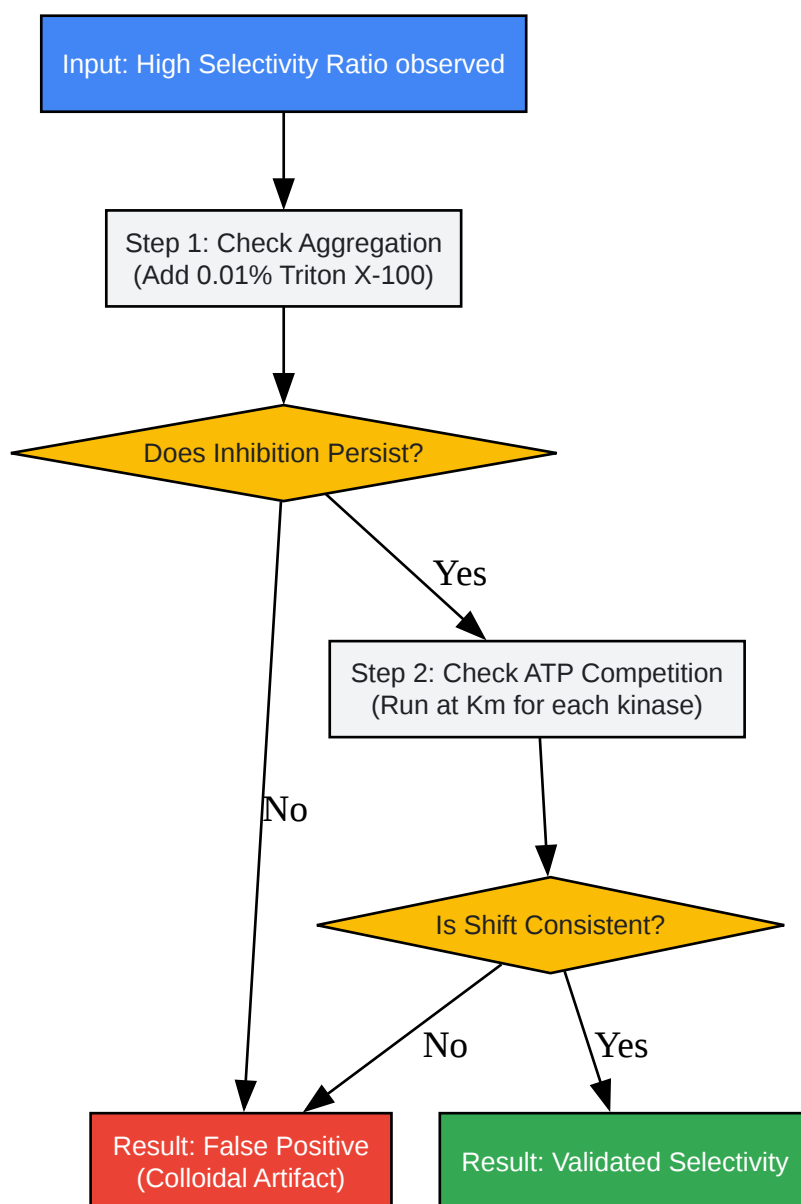 Input: High Selectivity Ratio observed
Step 1: Check Aggregation
(Add 0.01% Triton X-100)
Does Inhibition Persist?
Yes
Step 2: Check ATP Competition
(Run at Km for each kinase)
No
Is Shift Consistent?
No
Yes
Result: False Positive
(Colloidal Artifact)
Result: Validated Selectivity